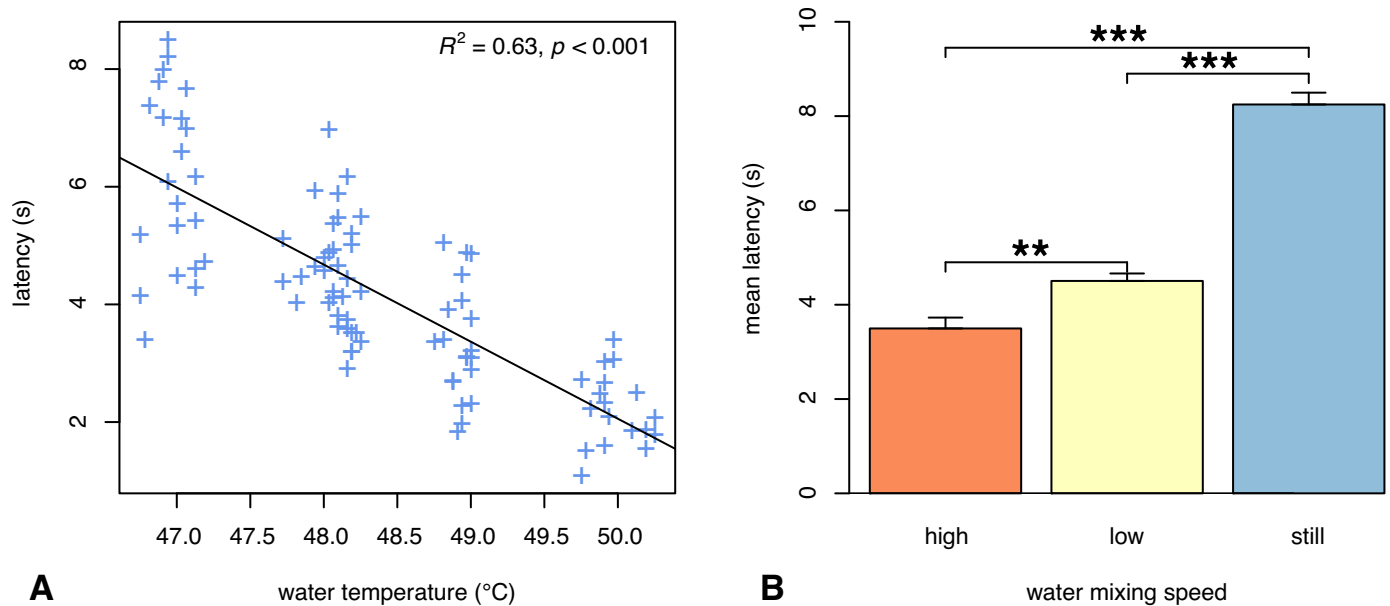 R² = 0.63, p < 0.001
8
6
4
2
latency (s)
47.0 47.5 48.0 48.5 49.0 49.5 50.0
water temperature (°C)
A
10
8
6
4
2
0
mean latency (s)
***
***
**
high low still
water mixing speed
B